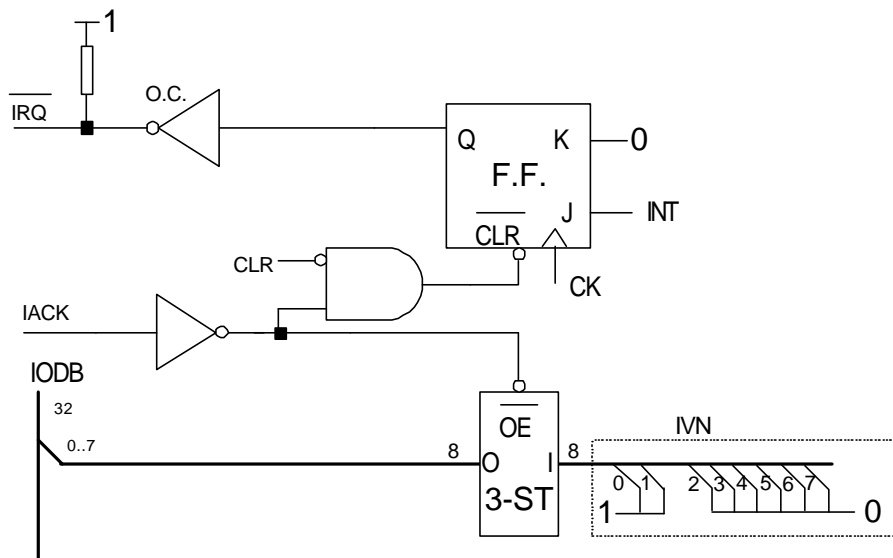 1
O.C.
IRQ
Q K 0
F.F.
J INT
CLR
CLR
CK
IACK
IODB
32
0..7
OE
IVN
8 O I 8
3-ST
0 1 2 3 4 5 6 7
1 0